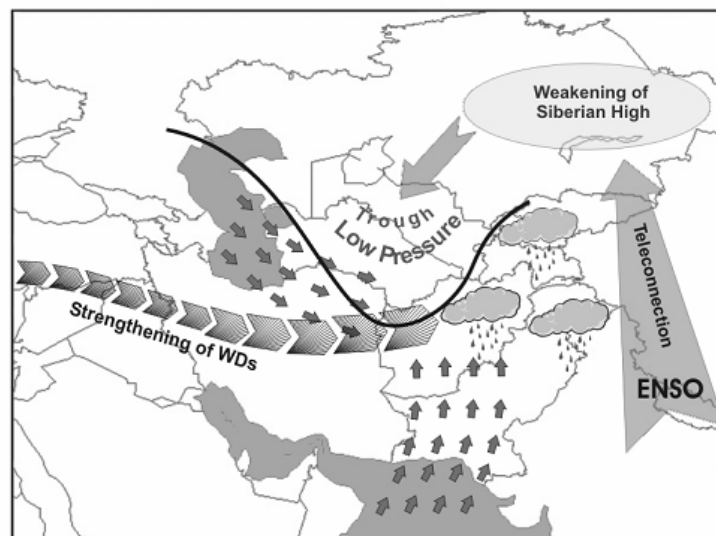 Weakening of
Siberian High
Trough
Low Pressure
Teleconnection
Strengthening of WDs
ENSO